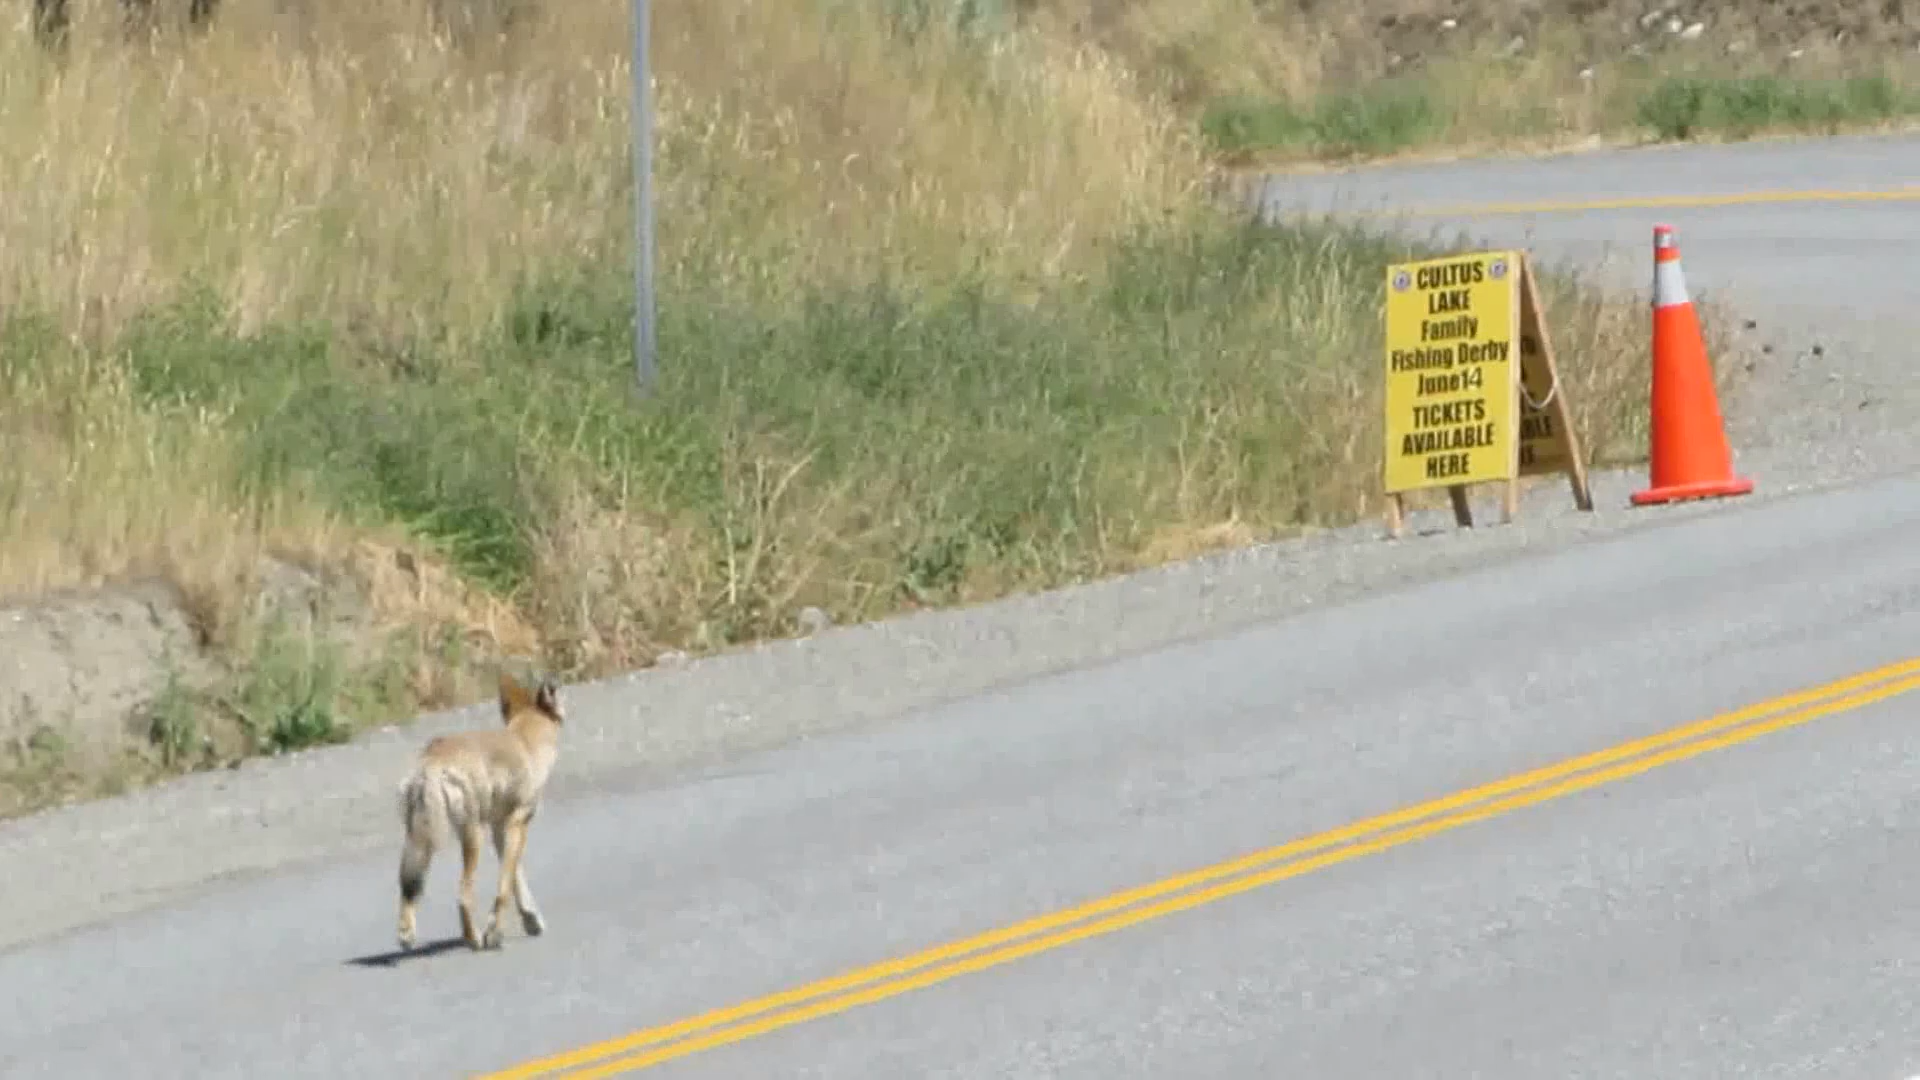 CULTUS
LAKE
Family
Fishing Derby
June14
TICKETS
AVAILABLE
HERE